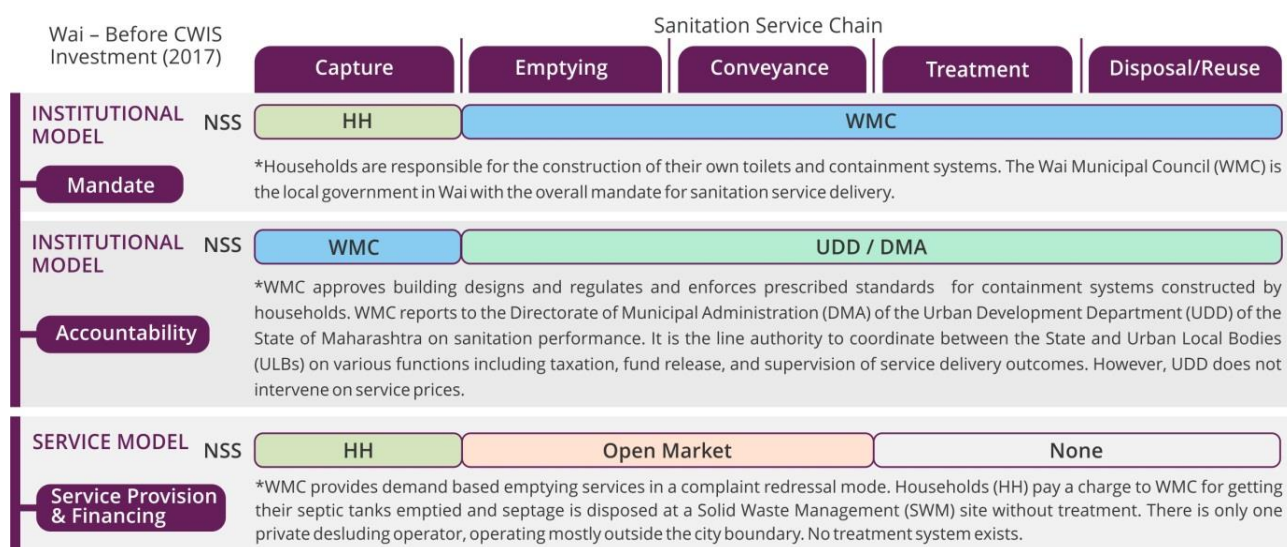 Wai – Before CWIS
Investment (2017)
Sanitation Service Chain
Capture
Emptying
Conveyance
Treatment
Disposal/Reuse
INSTITUTIONAL
MODEL
NSS
HH
WMC
Mandate
*Households are responsible for the construction of their own toilets and containment systems. The Wai Municipal Council (WMC) is
the local government in Wai with the overall mandate for sanitation service delivery.
INSTITUTIONAL
MODEL
NSS
WMC
UDD / DMA
Accountability
*WMC approves building designs and regulates and enforces prescribed standards for containment systems constructed by
households. WMC reports to the Directorate of Municipal Administration (DMA) of the Urban Development Department (UDD) of the
State of Maharashtra on sanitation performance. It is the line authority to coordinate between the State and Urban Local Bodies
(ULBs) on various functions including taxation, fund release, and supervision of service delivery outcomes. However, UDD does not
intervene on service prices.
SERVICE MODEL
NSS
HH
Open Market
None
Service Provision
& Financing
*WMC provides demand based emptying services in a complaint redressal mode. Households (HH) pay a charge to WMC for getting
their septic tanks emptied and septage is disposed at a Solid Waste Management (SWM) site without treatment. There is only one
private desluding operator, operating mostly outside the city boundary. No treatment system exists.